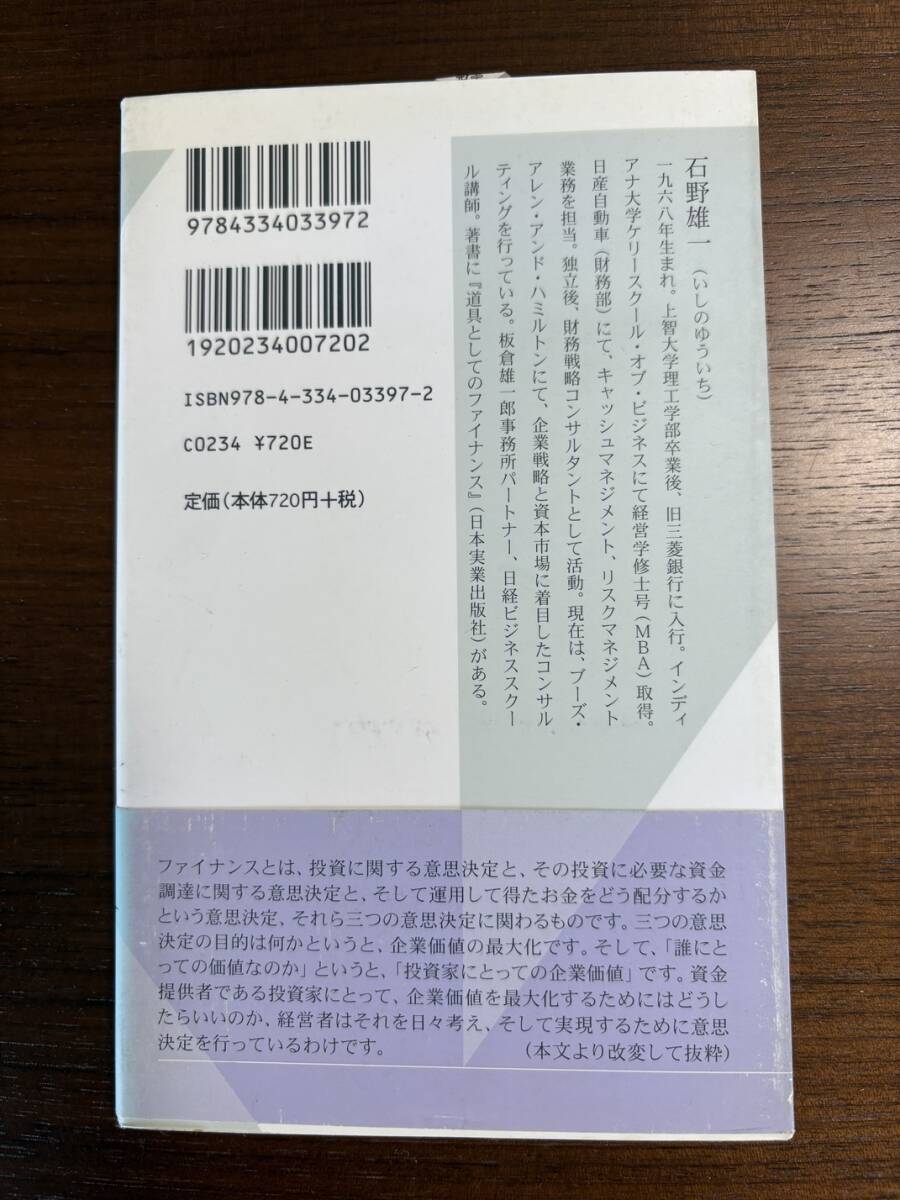 9784334033972
1920234007202
ISBN978-4-334-03397-2
C0234 ¥720E
定価(本体720円+税)
石野雄一(いしのゆういち)
一九六八年生まれ。上智大学理工学部卒業後、旧三菱銀行に入行。インディ
アナ大学ケリースクール・オブ・ビジネスにて経営学修士号(MBA)取得。
日産自動車(財務部)にて、キャッシュマネジメント、リスクマネジメント
業務を担当。独立後、財務戦略コンサルタントとして活動。現在は、ブーズ・
アレン・アンド・ハミルトンにて、企業戦略と資本市場に着目したコンサル
ティングを行っている。板倉雄一郎事務所パートナー、日経ビジネススクー
ル講師。著書に『道具としてのファイナンス』(日本実業出版社)がある。
ファイナンスとは、投資に関する意思決定と、その投資に必要な資金
調達に関する意思決定と、そして運用して得たお金をどう配分するか
という意思決定、それら三つの意思決定に関わるものです。三つの意思
決定の目的は何かというと、企業価値の最大化です。そして、「誰にと
っての価値なのか」というと、「投資家にとっての企業価値」です。資金
提供者である投資家にとって、企業価値を最大化するためにはどうし
たらいいのか、経営者はそれを日々考え、そして実現するために意思
決定を行っているわけです。 (本文より改変して抜粋)